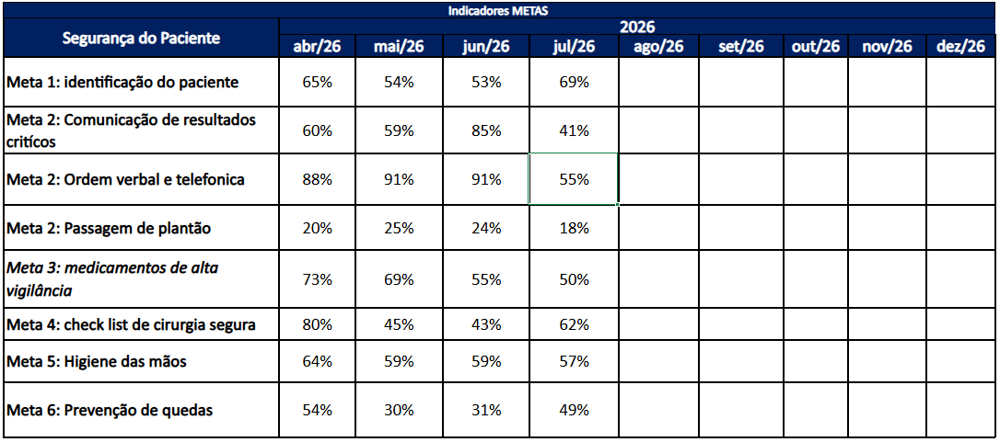 Indicadores METAS
Segurança do Paciente
2026
abr/26 mai/26 jun/26 jul/26 ago/26 set/26 out/26 nov/26 dez/26
Meta 1: identificação do paciente 65% 54% 53% 69%
Meta 2: Comunicação de resultados
critícos 60% 59% 85% 41%
Meta 2: Ordem verbal e telefonica 88% 91% 91% 55%
Meta 2: Passagem de plantão 20% 25% 24% 18%
Meta 3: medicamentos de alta
vigilância 73% 69% 55% 50%
Meta 4: check list de cirurgia segura 80% 45% 43% 62%
Meta 5: Higiene das mãos 64% 59% 59% 57%
Meta 6: Prevenção de quedas 54% 30% 31% 49%